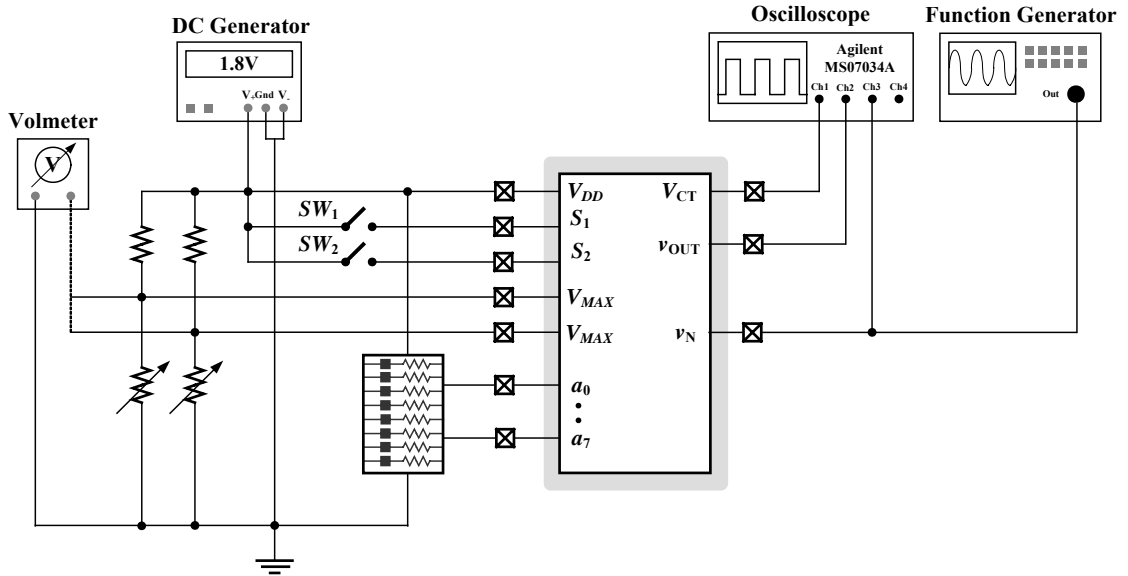 DC Generator
1.8V
V+ Gnd V-
Volmeter
V
Oscilloscope
Agilent
MS07034A
Ch1 Ch2 Ch3 Ch4
Function Generator
Out
SW1
SW2
VDD
S1
S2
VMAX
VMAX
a0
a7
VCT
vOUT
vN